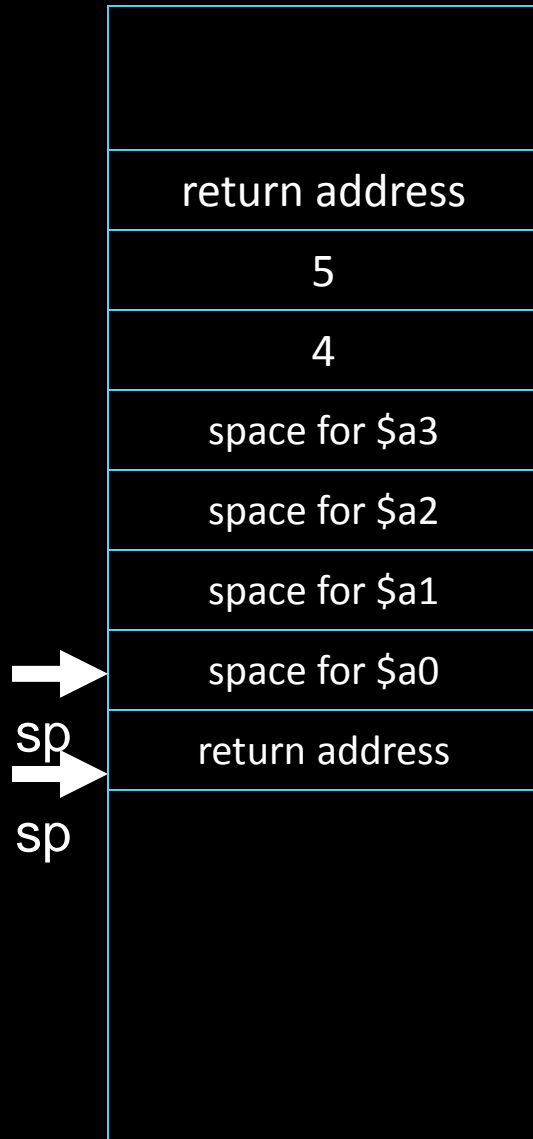 return address
5
4
space for $a3
space for $a2
space for $a1
space for $a0
sp
return address
sp